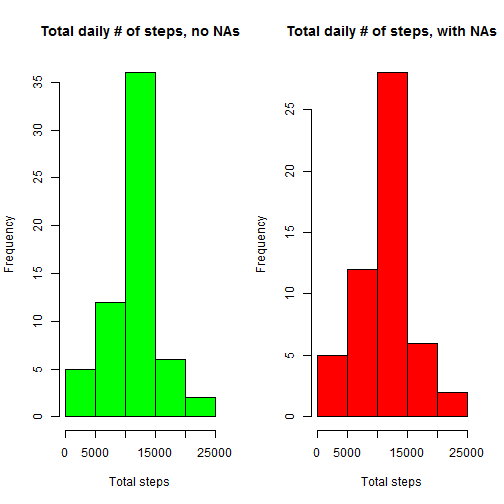 Total daily # of steps, no NAs
Frequency
0
5
10
15
20
25
30
35
0 5000 15000 25000
Total steps
Total daily # of steps, with NAs
Frequency
0
5
10
15
20
25
0 5000 15000 25000
Total steps